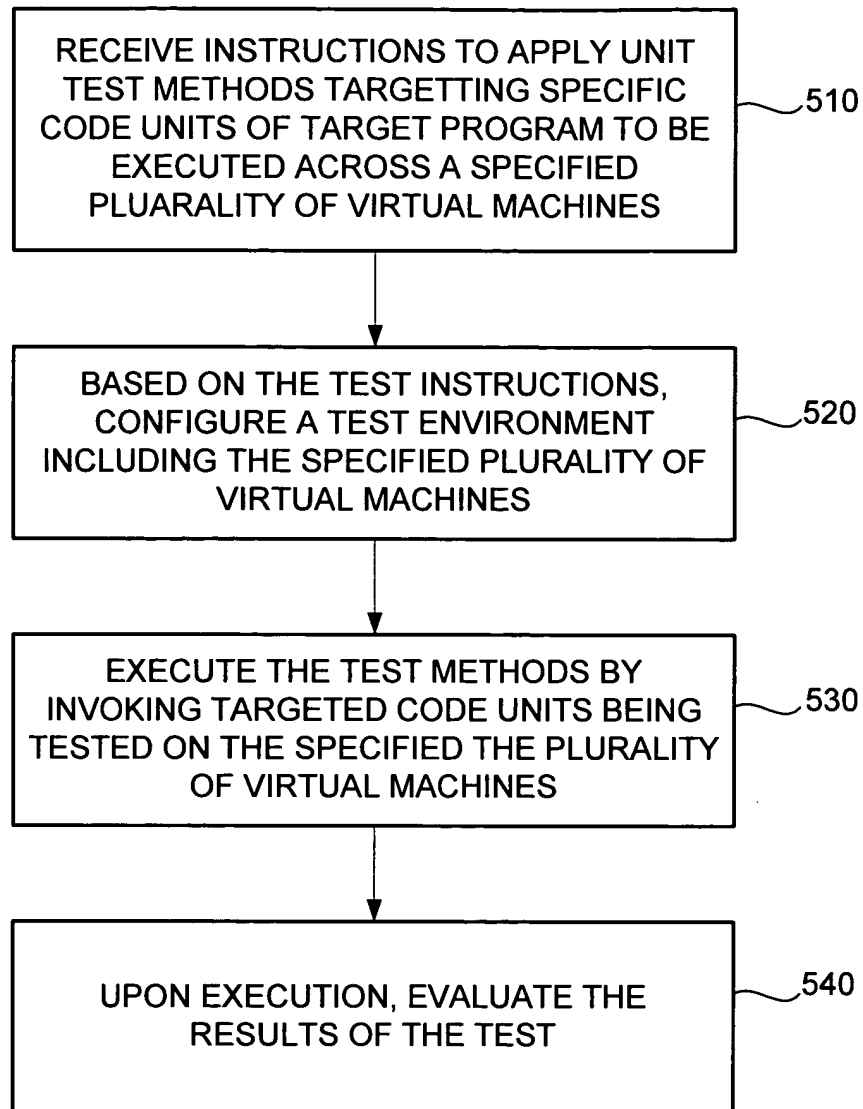 RECEIVE INSTRUCTIONS TO APPLY UNIT
TEST METHODS TARGETTING SPECIFIC
CODE UNITS OF TARGET PROGRAM TO BE
EXECUTED ACROSS A SPECIFIED
PLUARALITY OF VIRTUAL MACHINES
510
BASED ON THE TEST INSTRUCTIONS,
CONFIGURE A TEST ENVIRONMENT
INCLUDING THE SPECIFIED PLURALITY OF
VIRTUAL MACHINES
520
EXECUTE THE TEST METHODS BY
INVOKING TARGETED CODE UNITS BEING
TESTED ON THE SPECIFIED THE PLURALITY
OF VIRTUAL MACHINES
530
UPON EXECUTION, EVALUATE THE
RESULTS OF THE TEST
540